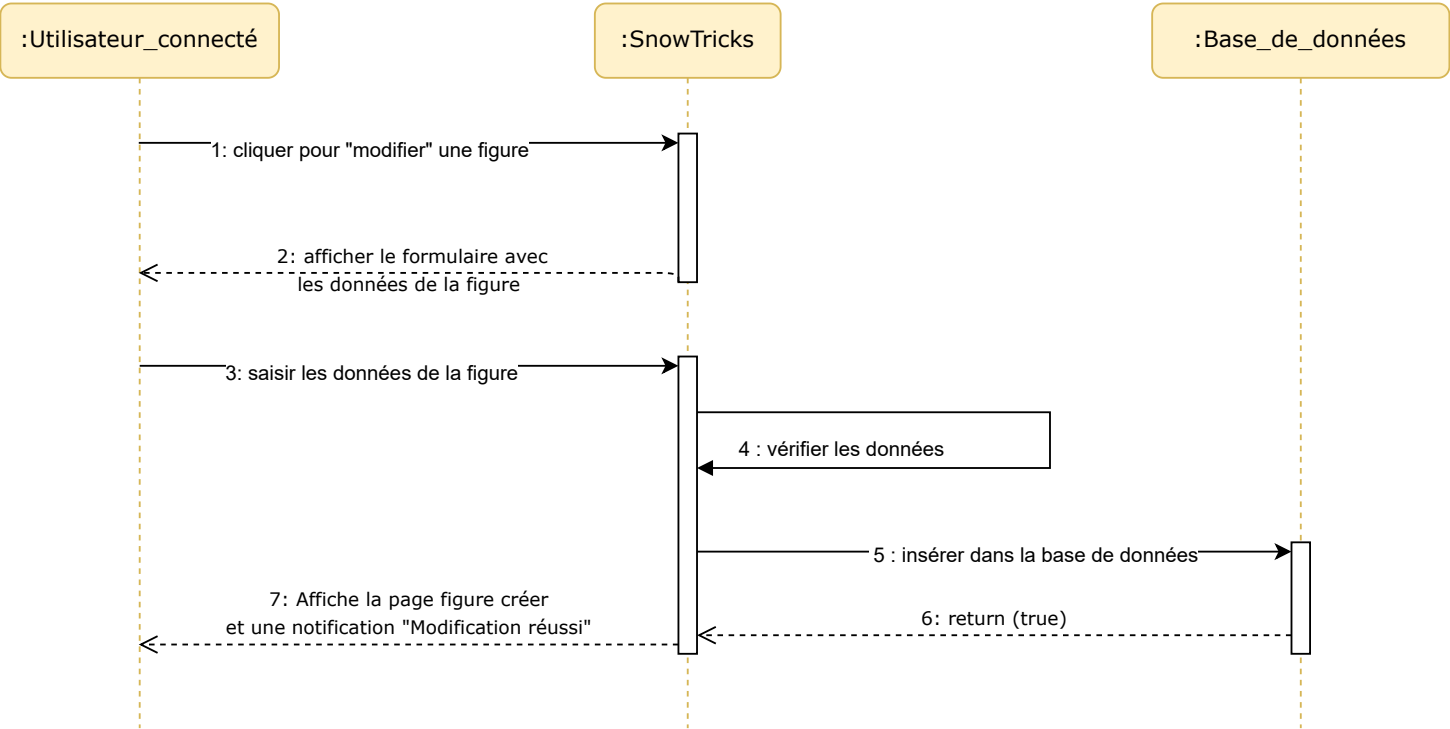 :Utilisateur_connecté
:SnowTricks
:Base_de_données
1: cliquer pour "modifier" une figure
2: afficher le formulaire avec
les données de la figure
3: saisir les données de la figure
4 : vérifier les données
5 : insérer dans la base de données
6: return (true)
7: Affiche la page figure créer
et une notification "Modification réussi"